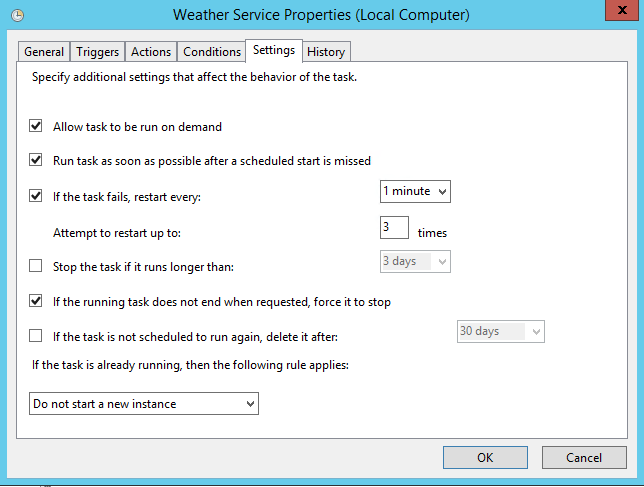 Weather Service Properties (Local Computer)
x
General Triggers Actions Conditions Settings History
Specify additional settings that affect the behavior of the task.
Allow task to be run on demand
Run task as soon as possible after a scheduled start is missed
If the task fails, restart every: 1 minute
Attempt to restart up to: 3 times
Stop the task if it runs longer than: 3 days
If the running task does not end when requested, force it to stop
If the task is not scheduled to run again, delete it after: 30 days
If the task is already running, then the following rule applies:
Do not start a new instance
OK Cancel